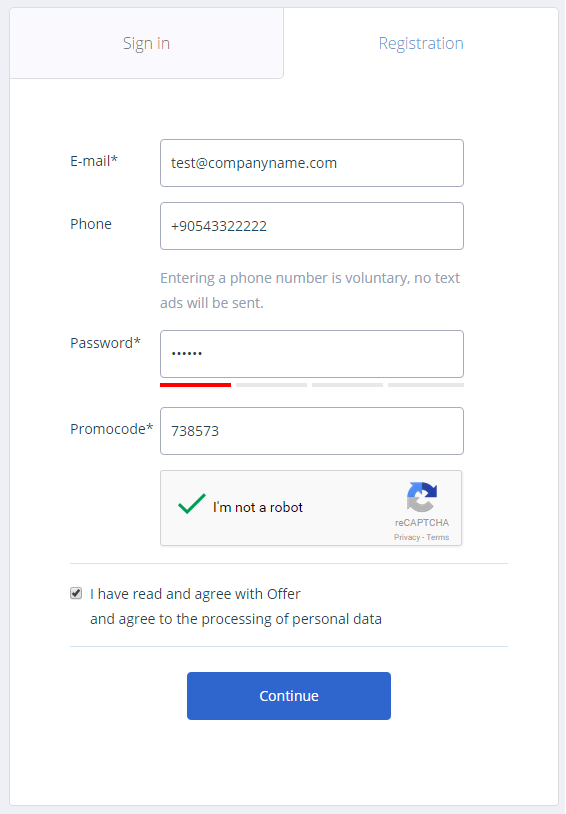 Sign in
Registration
E-mail*
test@companyname.com
Phone
+90543322222
Entering a phone number is voluntary, no text
ads will be sent.
Password*
••••••
Promocode*
738573
I'm not a robot
reCAPTCHA
Privacy - Terms
I have read and agree with Offer
and agree to the processing of personal data
Continue